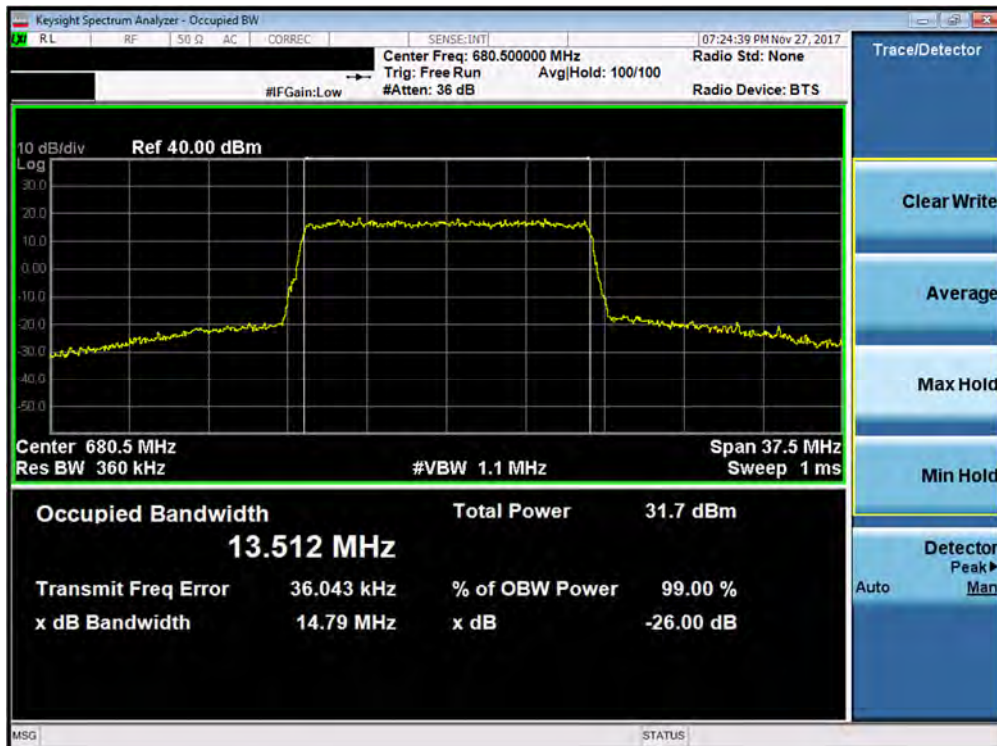 Keysight Spectrum Analyzer - Occupied BW
LXI RL RF 50 Ω AC CORREC SENSE:INT 07:24:39 PM Nov 27, 2017
Center Freq: 680.500000 MHz Radio Std: None
Trig: Free Run Avg|Hold: 100/100
#IFGain:Low #Atten: 36 dB Radio Device: BTS
10 dB/div Ref 40.00 dBm
Log
30.0
20.0
10.0
0.00
-10.0
-20.0
-30.0
-40.0
-50.0
Center 680.5 MHz Span 37.5 MHz
Res BW 360 kHz #VBW 1.1 MHz Sweep 1 ms
Occupied Bandwidth Total Power 31.7 dBm
13.512 MHz
Transmit Freq Error 36.043 kHz % of OBW Power 99.00 %
x dB Bandwidth 14.79 MHz x dB -26.00 dB
MSG STATUS
Trace/Detector
Clear Write
Average
Max Hold
Min Hold
Detector
Peak▶
Auto Man